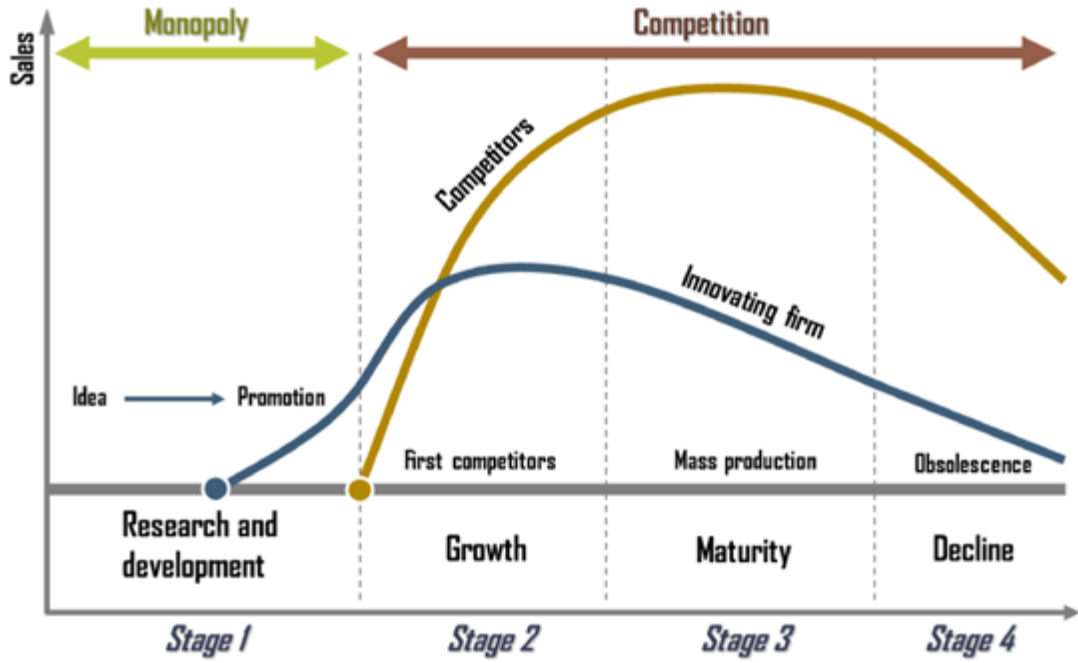 Monopoly
Competition
Sales
Competitors
Innovating firm
Idea
Promotion
First competitors
Mass production
Obsolescence
Research and
development
Growth
Maturity
Decline
Stage 1
Stage 2
Stage 3
Stage 4